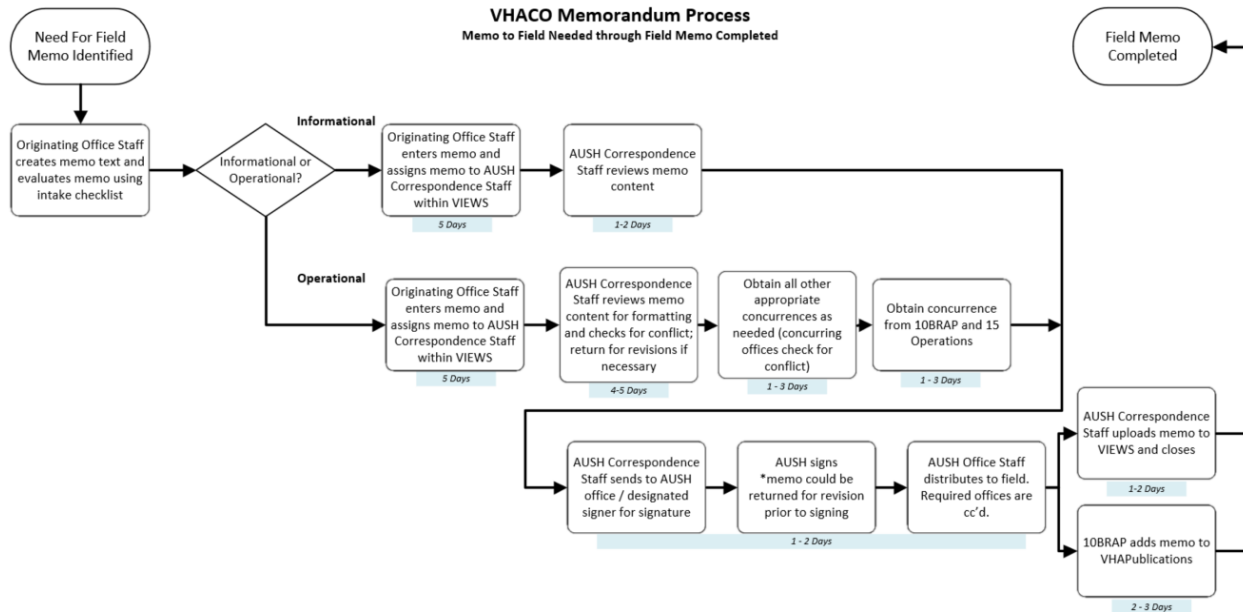 VHACO Memorandum Process
Memo to Field Needed through Field Memo Completed
Need For Field
Memo Identified
Field Memo
Completed
Originating Office Staff
creates memo text and
evaluates memo using
intake checklist
Informational or
Operational?
Informational
Originating Office Staff
enters memo and
assigns memo to AUSH
Correspondence Staff
within VIEWS
5 Days
AUSH Correspondence
Staff reviews memo
content
1-2 Days
Operational
Originating Office Staff
enters memo and
assigns memo to AUSH
Correspondence Staff
within VIEWS
5 Days
AUSH Correspondence
Staff reviews memo
content for formatting
and checks for conflict;
return for revisions if
necessary
4-5 Days
Obtain all other
appropriate
concurrences as
needed (concurring
offices check for
conflict)
1 - 3 Days
Obtain concurrence
from 10BRAP and 15
Operations
1 - 3 Days
AUSH Correspondence
Staff sends to AUSH
office / designated
signer for signature
AUSH signs
*memo could be
returned for revision
prior to signing
AUSH Office Staff
distributes to field.
Required offices are
cc'd.
1 - 2 Days
AUSH Correspondence
Staff uploads memo to
VIEWS and closes
1-2 Days
10BRAP adds memo to
VHAPublications
2 - 3 Days